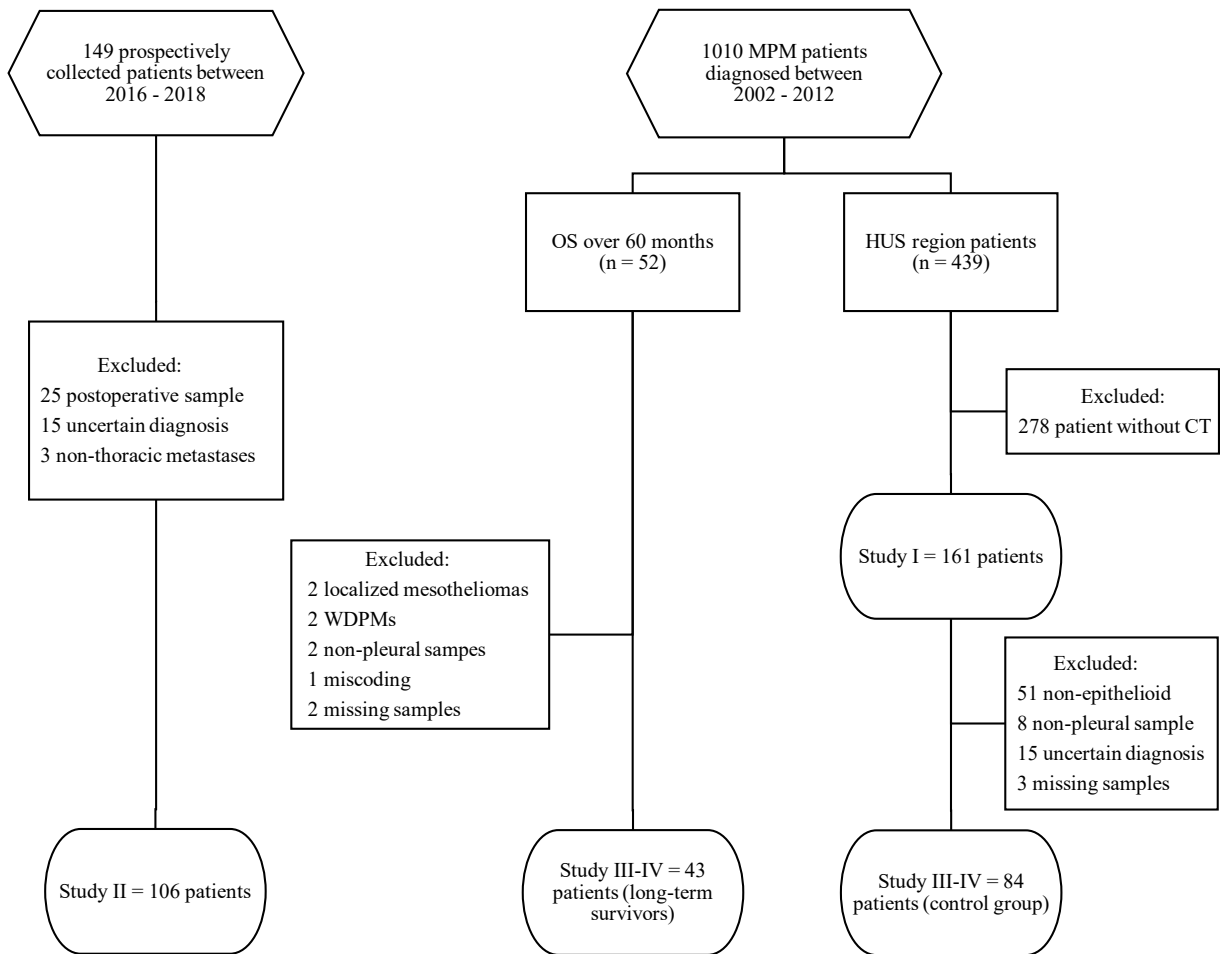 149 prospectively
collected patients between
2016 - 2018
1010 MPM patients
diagnosed between
2002 - 2012
OS over 60 months
(n = 52)
HUS region patients
(n = 439)
Excluded:
25 postoperative sample
15 uncertain diagnosis
3 non-thoracic metastases
Excluded:
278 patient without CT
Excluded:
2 localized mesotheliomas
2 WDPMs
2 non-pleural sampes
1 miscoding
2 missing samples
Study I = 161 patients
Excluded:
51 non-epithelioid
8 non-pleural sample
15 uncertain diagnosis
3 missing samples
Study II = 106 patients
Study III-IV = 43
patients (long-term
survivors)
Study III-IV = 84
patients (control group)